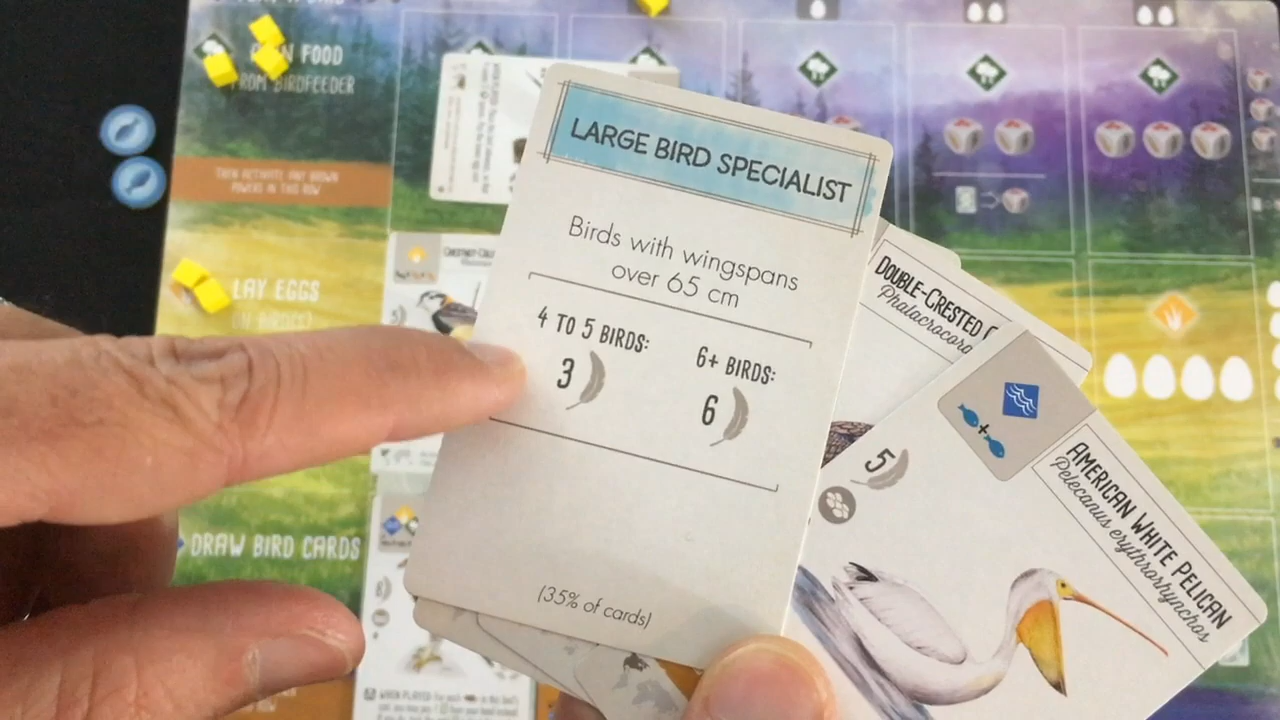 FOOD
FROM BIRDFEEDER
THEN ACTIVATE ANY BROWN
POWERS IN THIS ROW
LAY EGGS
DRAW BIRD CARDS
LARGE BIRD SPECIALIST
Birds with wingspans
over 65 cm
4 TO 5 BIRDS:
3
6+ BIRDS:
6
(35% of cards)
DOUBLE-CRESTED
5
+
AMERICAN WHITE PELICAN
Pelecanus erythrorhynchos
WHEN PLAYED: